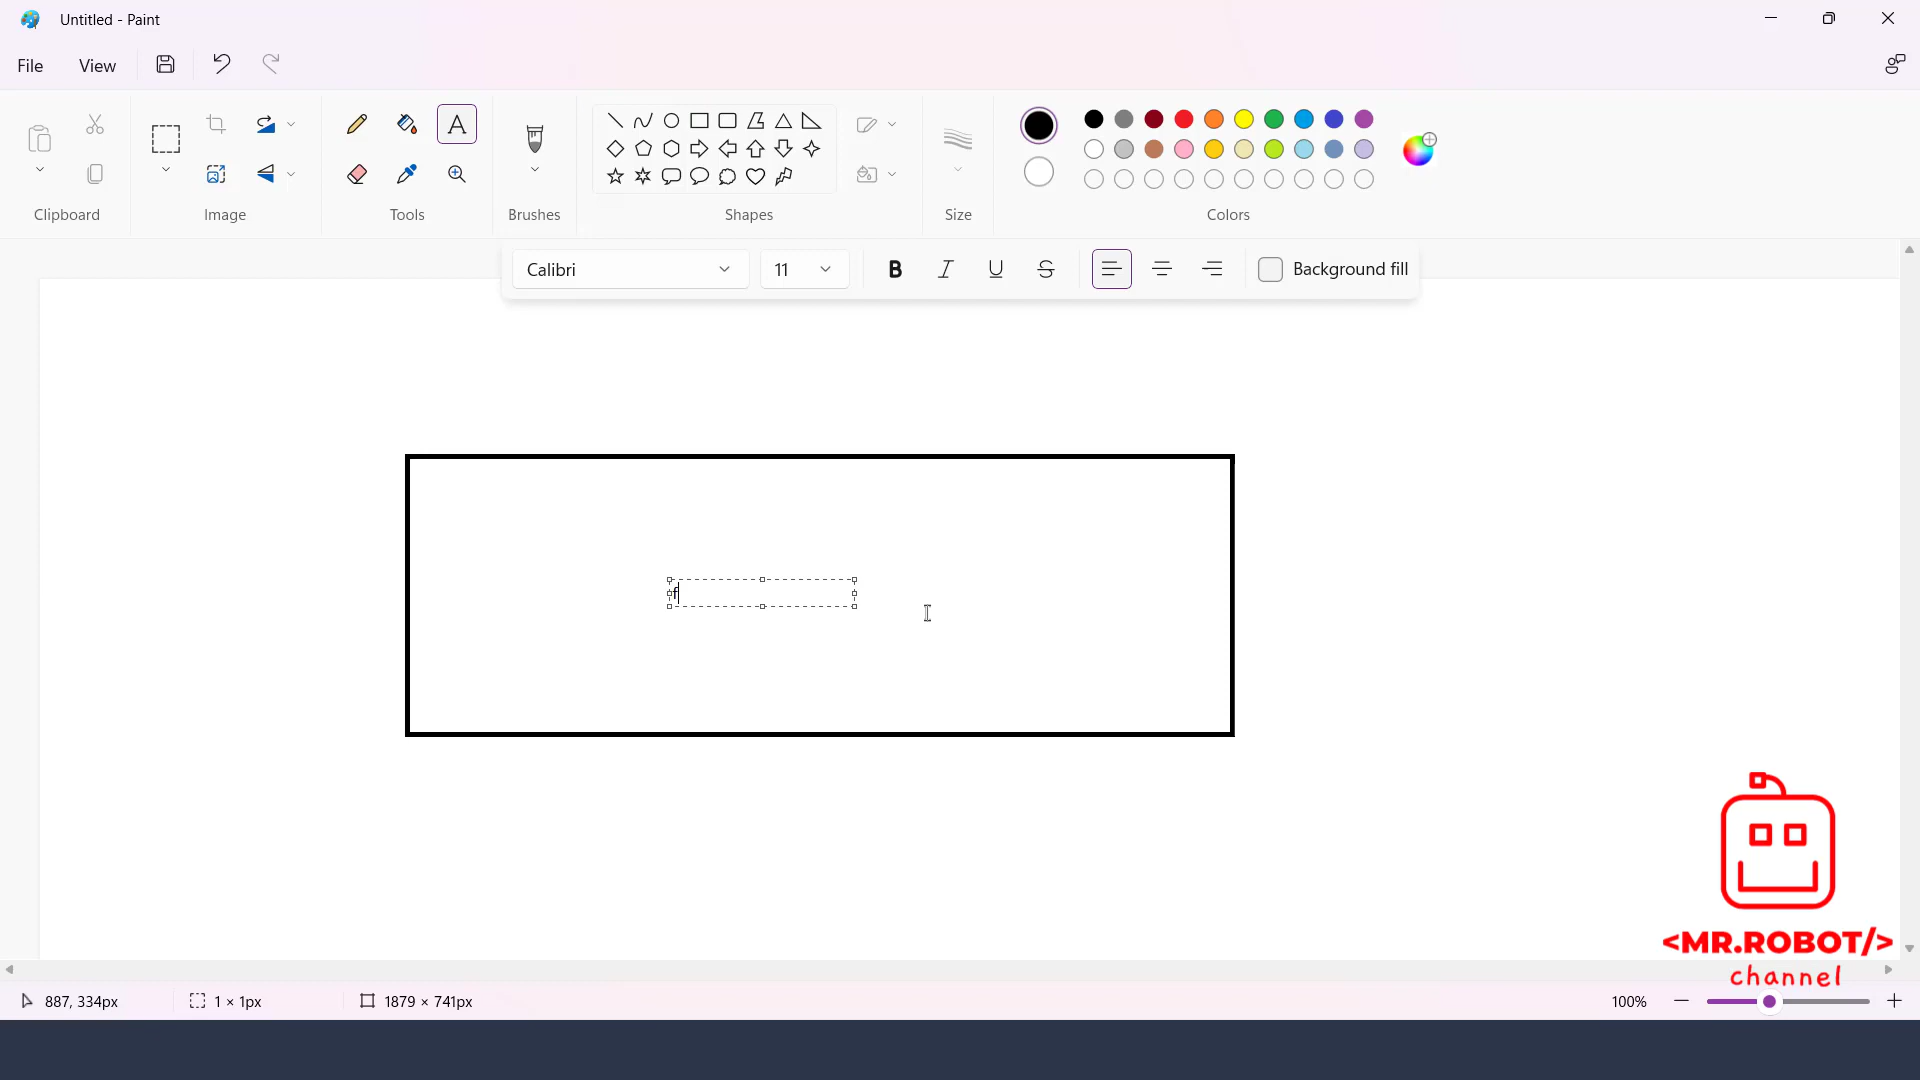 Untitled - Paint
File View
Clipboard Image Tools Brushes Shapes Size Colors
Calibri 11 B I U S Background fill
f
<MR.ROBOT/>
channel
887, 334px 1 × 1px 1879 × 741px 100%